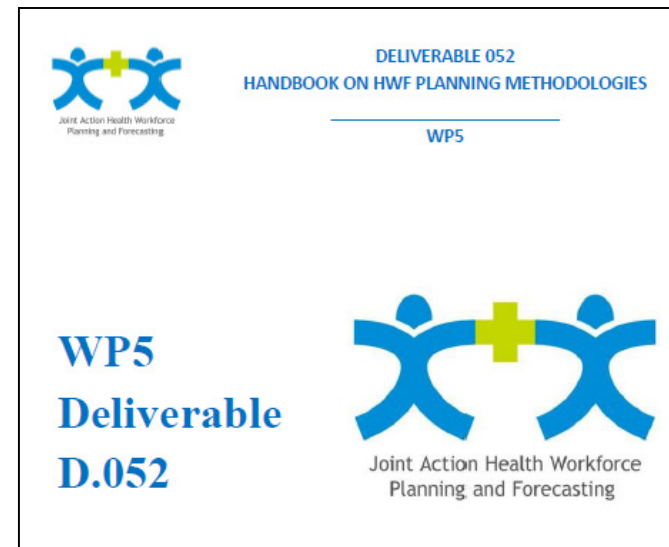 Joint Action Health Workforce
Planning and Forecasting
DELIVERABLE 052
HANDBOOK ON HWF PLANNING METHODOLOGIES
WP5
WP5
Deliverable
D.052
Joint Action Health Workforce
Planning and Forecasting